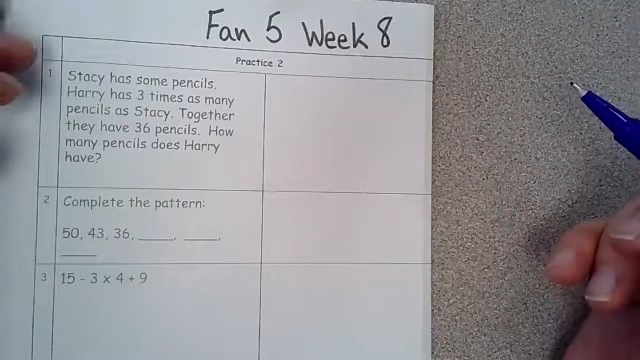 Fan 5 Week 8
Practice 2
1
Stacy has some pencils.
Harry has 3 times as many
pencils as Stacy. Together
they have 36 pencils. How
many pencils does Harry
have?
2 Complete the pattern:
50, 43, 36, _____, _____,
_____
3 15 - 3 x 4 + 9